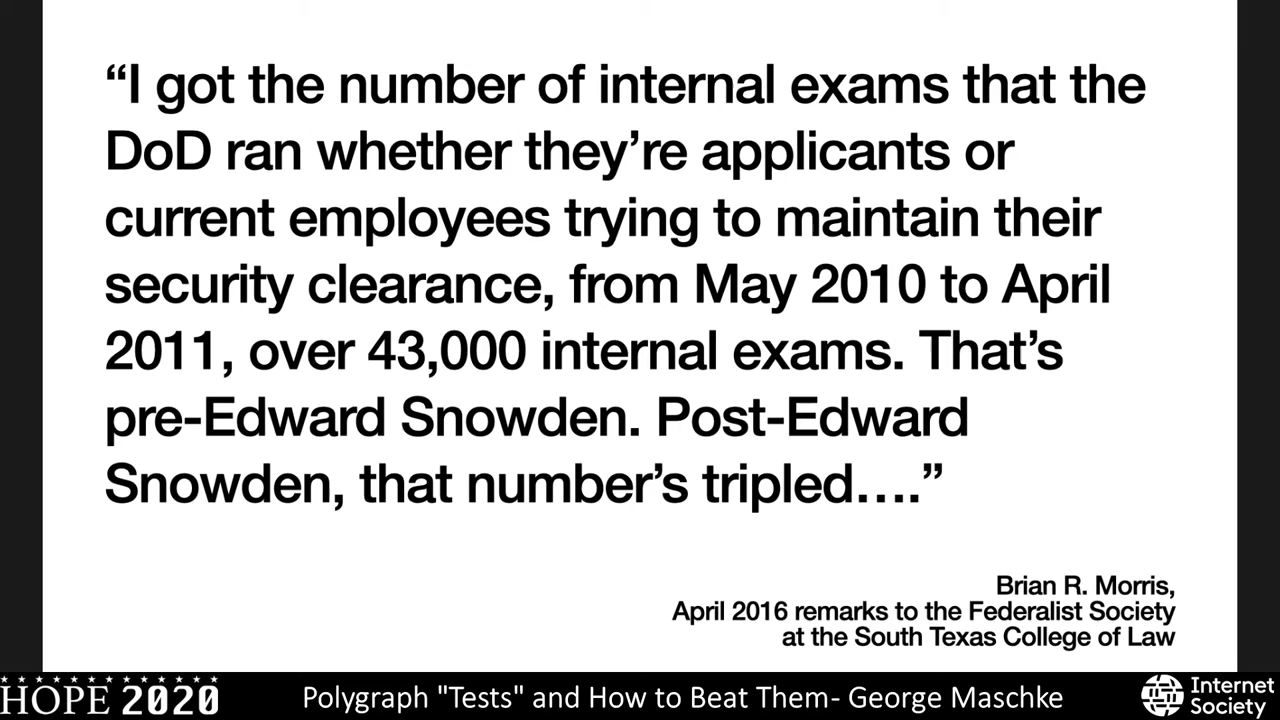 “I got the number of internal exams that the
DoD ran whether they’re applicants or
current employees trying to maintain their
security clearance, from May 2010 to April
2011, over 43,000 internal exams. That’s
pre-Edward Snowden. Post-Edward
Snowden, that number’s tripled….”
Brian R. Morris,
April 2016 remarks to the Federalist Society
at the South Texas College of Law
HOPE 2020
Polygraph "Tests" and How to Beat Them- George Maschke
Internet
Society